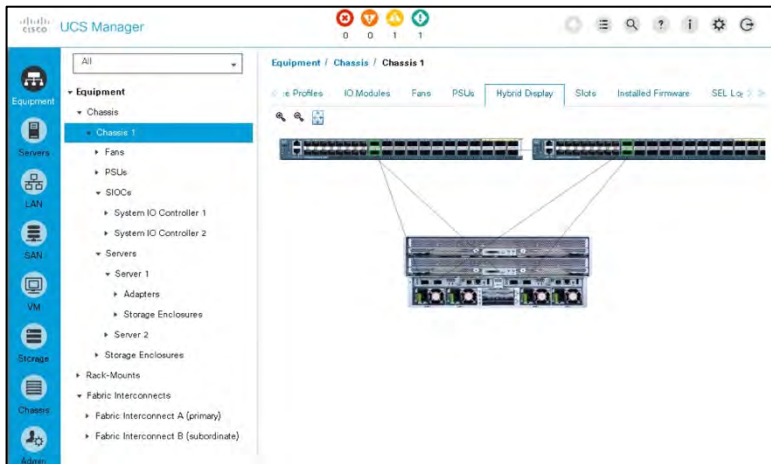 CISCO
UCS Manager
0 0 1 1
All
Equipment / Chassis / Chassis 1
e Profiles IO Modules Fans PSUs Hybrid Display Slots Installed Firmware SEL Log
Equipment
Servers
LAN
SAN
VM
Storage
Chassis
Admin
Equipment
Chassis
Chassis 1
Fans
PSUs
SIOCs
System IO Controller 1
System IO Controller 2
Servers
Server 1
Adapters
Storage Enclosures
Server 2
Storage Enclosures
Rack-Mounts
Fabric Interconnects
Fabric Interconnect A (primary)
Fabric Interconnect B (subordinate)